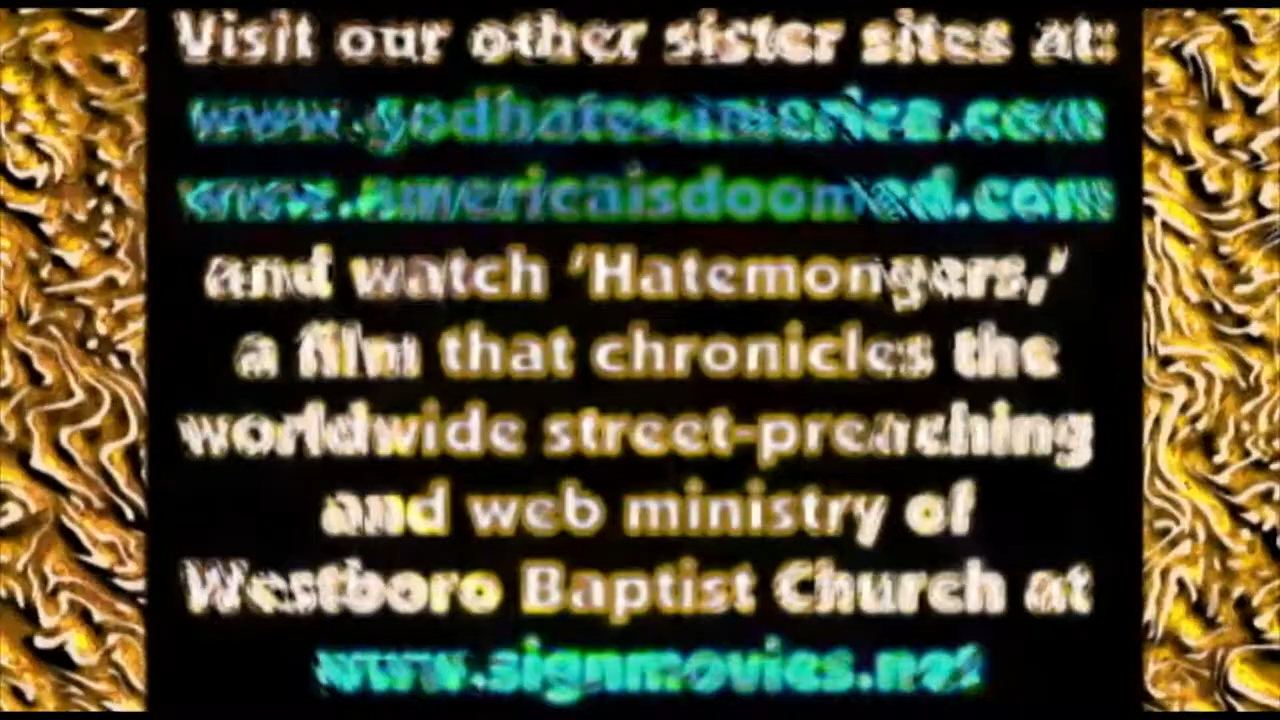 Visit our other sister sites at:
www.godhatesamerica.com
www.americaisdoomed.com
and watch 'Hatemongers,'
a film that chronicles the
worldwide street-preaching
and web ministry of
Westboro Baptist Church at
www.signmovies.net